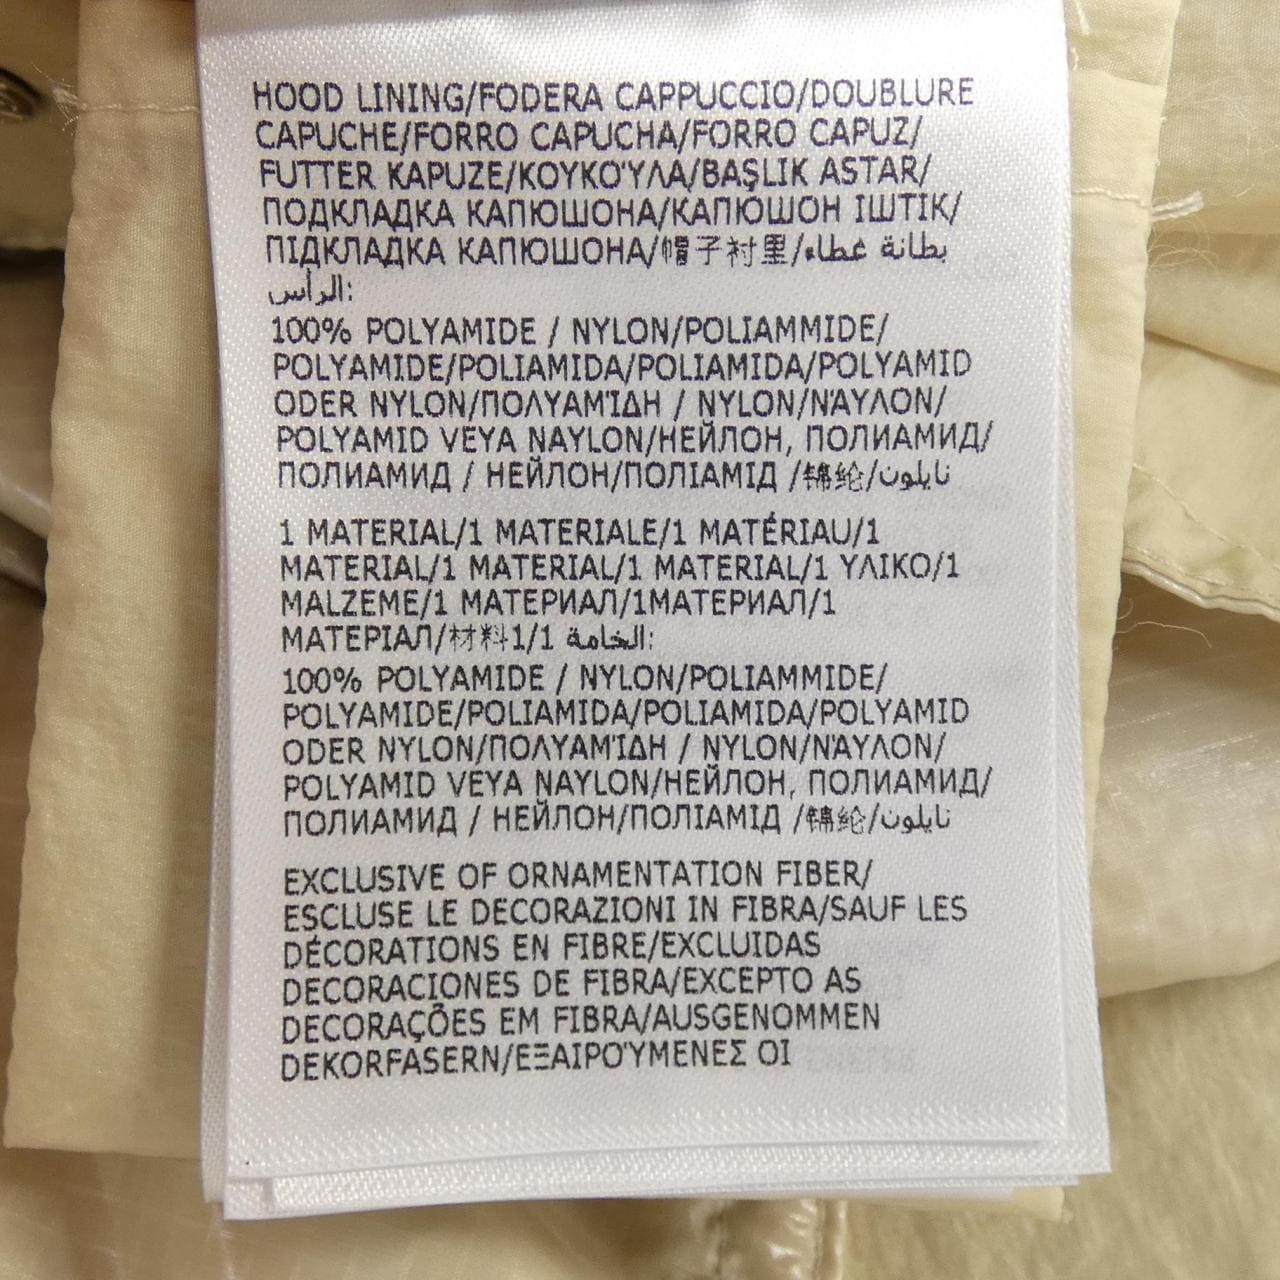 HOOD LINING/FODERA CAPPUCCIO/DOUBLURE
CAPUCHE/FORRO CAPUCHA/FORRO CAPUZ/
FUTTER KAPUZE/ΚΟΥΚΟΎΛΑ/BAŞLIK ASTAR/
ПОДКЛАДКА КАПЮШОНА/КАПЮШОН ІШТІК/
ПІДКЛАДКА КАПЮШОНА/帽子衬里/بطانة غطاء
الرأس:
100% POLYAMIDE / NYLON/POLIAMMIDE/
POLYAMIDE/POLIAMIDA/POLIAMIDA/POLYAMID
ODER NYLON/ΠΟΛΥΑΜΊΔΗ / NYLON/ΝΆΥΛΟΝ/
POLYAMID VEYA NAYLON/НЕЙЛОН, ПОЛИАМИД/
ПОЛИАМИД / НЕЙЛОН/ПОЛІАМІД /锦纶/نايلون
1 MATERIAL/1 MATERIALE/1 MATÉRIAU/1
MATERIAL/1 MATERIAL/1 MATERIAL/1 ΥΛΙΚΟ/1
MALZEME/1 МАТЕРИАЛ/1МАТЕРИАЛ/1
МАТЕРІАЛ/材料1/1 الخامة:
100% POLYAMIDE / NYLON/POLIAMMIDE/
POLYAMIDE/POLIAMIDA/POLIAMIDA/POLYAMID
ODER NYLON/ΠΟΛΥΑΜΊΔΗ / NYLON/ΝΆΥΛΟΝ/
POLYAMID VEYA NAYLON/НЕЙЛОН, ПОЛИАМИД/
ПОЛИАМИД / НЕЙЛОН/ПОЛІАМІД /锦纶/نايلون
EXCLUSIVE OF ORNAMENTATION FIBER/
ESCLUSE LE DECORAZIONI IN FIBRA/SAUF LES
DÉCORATIONS EN FIBRE/EXCLUIDAS
DECORACIONES DE FIBRA/EXCEPTO AS
DECORAÇÕES EM FIBRA/AUSGENOMMEN
DEKORFASERN/ΕΞΑΙΡΟΎΜΕΝΕΣ ΟΙ